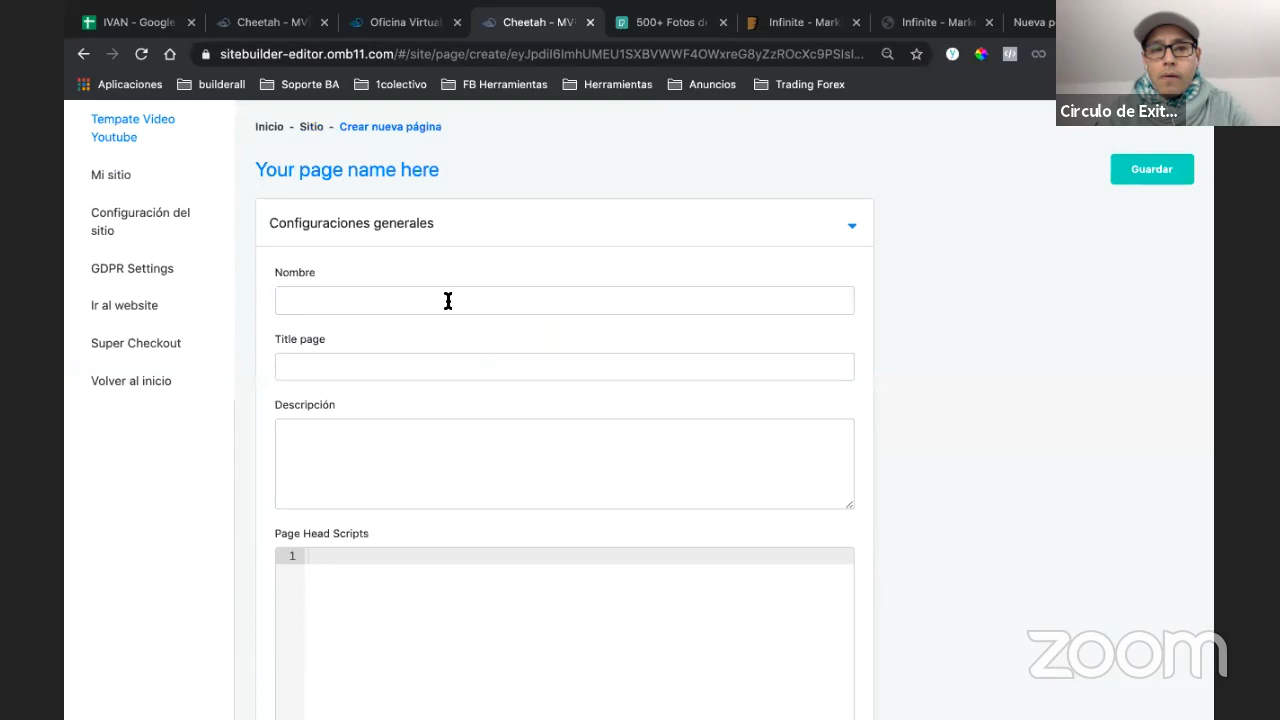 IVAN - Google
Cheetah - MV
Oficina Virtual
Cheetah - MV
500+ Fotos de
Infinite - Mark
Infinite - Mark
Nueva p
sitebuilder-editor.omb11.com/#/site/page/create/eyJpdiI6ImhUMEU1SXBVWWF4OWxreG8yZzROcXc9PSIsI...
Aplicaciones
builderall
Soporte BA
1colectivo
FB Herramientas
Herramientas
Anuncios
Trading Forex
Circulo de Exit...
Tempate Video
Youtube
Mi sitio
Configuración del
sitio
GDPR Settings
Ir al website
Super Checkout
Volver al inicio
Inicio - Sitio - Crear nueva página
Your page name here
Guardar
Configuraciones generales
Nombre
Title page
Descripción
Page Head Scripts
1
zoom